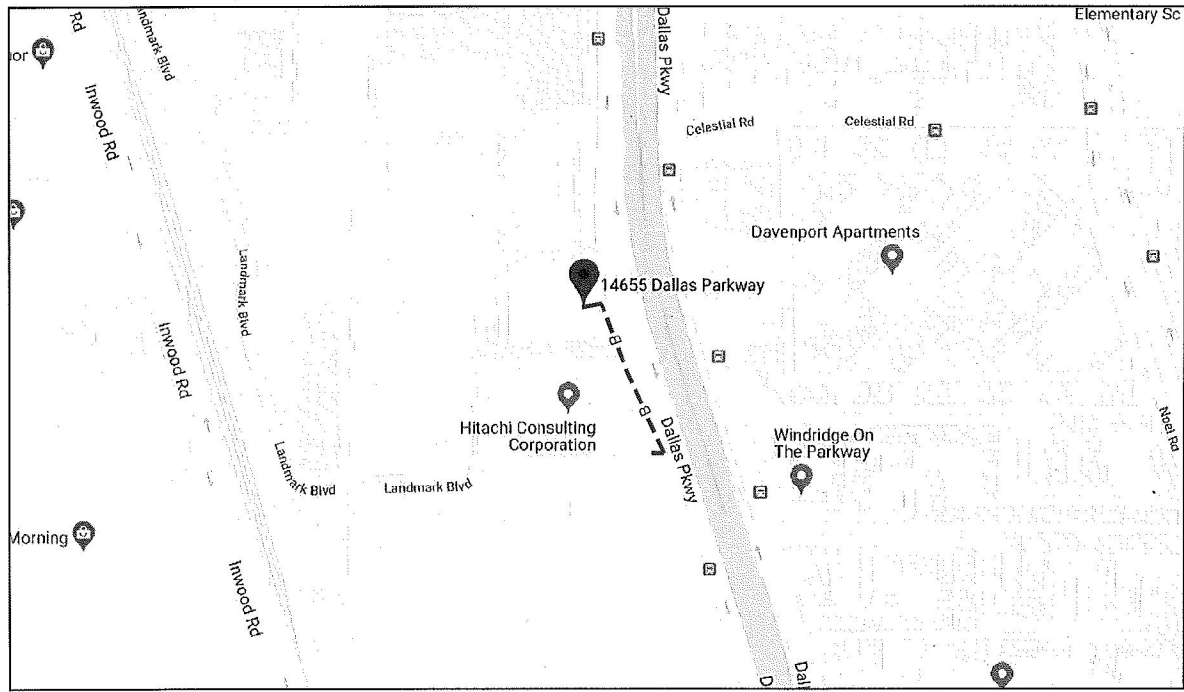 Elementary Sc
Rd
Landmark Blvd
Dallas Pkwy
or
Inwood Rd
Celestial Rd
Celestial Rd
Davenport Apartments
Landmark Blvd
14655 Dallas Parkway
Inwood Rd
B
B
Hitachi Consulting
Corporation
Dallas Pkwy
Windridge On
The Parkway
Noel Rd
Landmark Blvd
Landmark Blvd
Morning
Inwood Rd
D
Dall